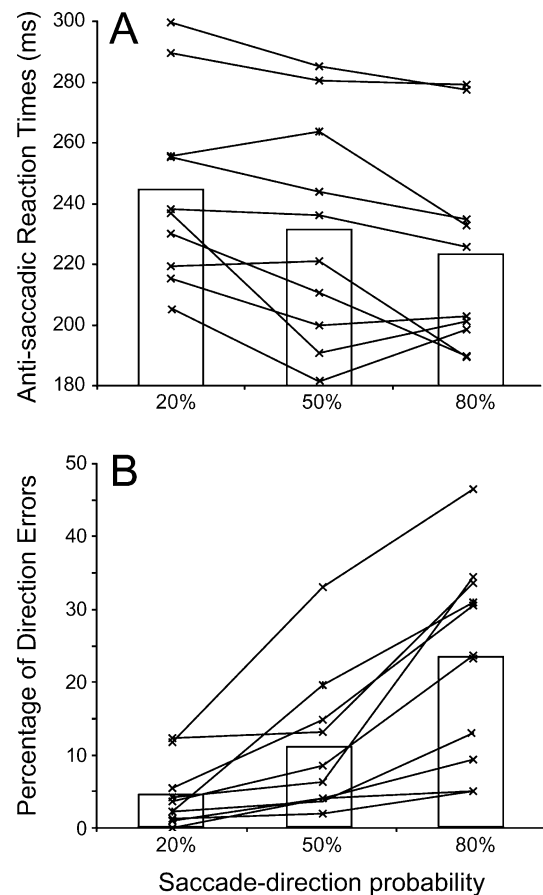 A
Anti-saccadic Reaction Times (ms)
300
280
260
240
220
200
180
20% 50% 80%
B
Percentage of Direction Errors
50
40
30
20
10
0
20% 50% 80%
Saccade-direction probability